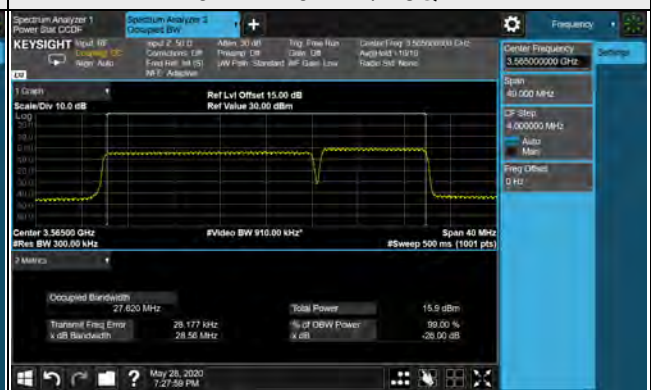 Spectrum Analyzer 1
Power Stat CCDF
Spectrum Analyzer 3
Occupied BW
+
Frequency
KEYSIGHT Input: RF
Coupling: DC
Align: Auto
Input Z: 50 Ω
Corrections: Off
Freq Ref: Int (S)
NFE: Adaptive
Atten: 30 dB
Preamp: Off
µW Path: Standard
Trig: Free Run
Gate: Off
#IF Gain: Low
Center Freq: 3.565000000 GHz
Avg|Hold: 10/10
Radio Std: None
Center Frequency
3.565000000 GHz
Settings
Span
40.000 MHz
CF Step
4.000000 MHz
Auto
Man
Freq Offset
0 Hz
1 Graph
Scale/Div 10.0 dB
Log
Ref Lvl Offset 15.00 dB
Ref Value 30.00 dBm
Center 3.56500 GHz
#Res BW 300.00 kHz
#Video BW 910.00 kHz*
Span 40 MHz
#Sweep 500 ms (1001 pts)
2 Metrics
Occupied Bandwidth
27.620 MHz
Total Power
15.9 dBm
Transmit Freq Error
28.177 kHz
% of OBW Power
99.00 %
x dB Bandwidth
28.56 MHz
x dB
-26.00 dB
May 28, 2020
7:27:59 PM